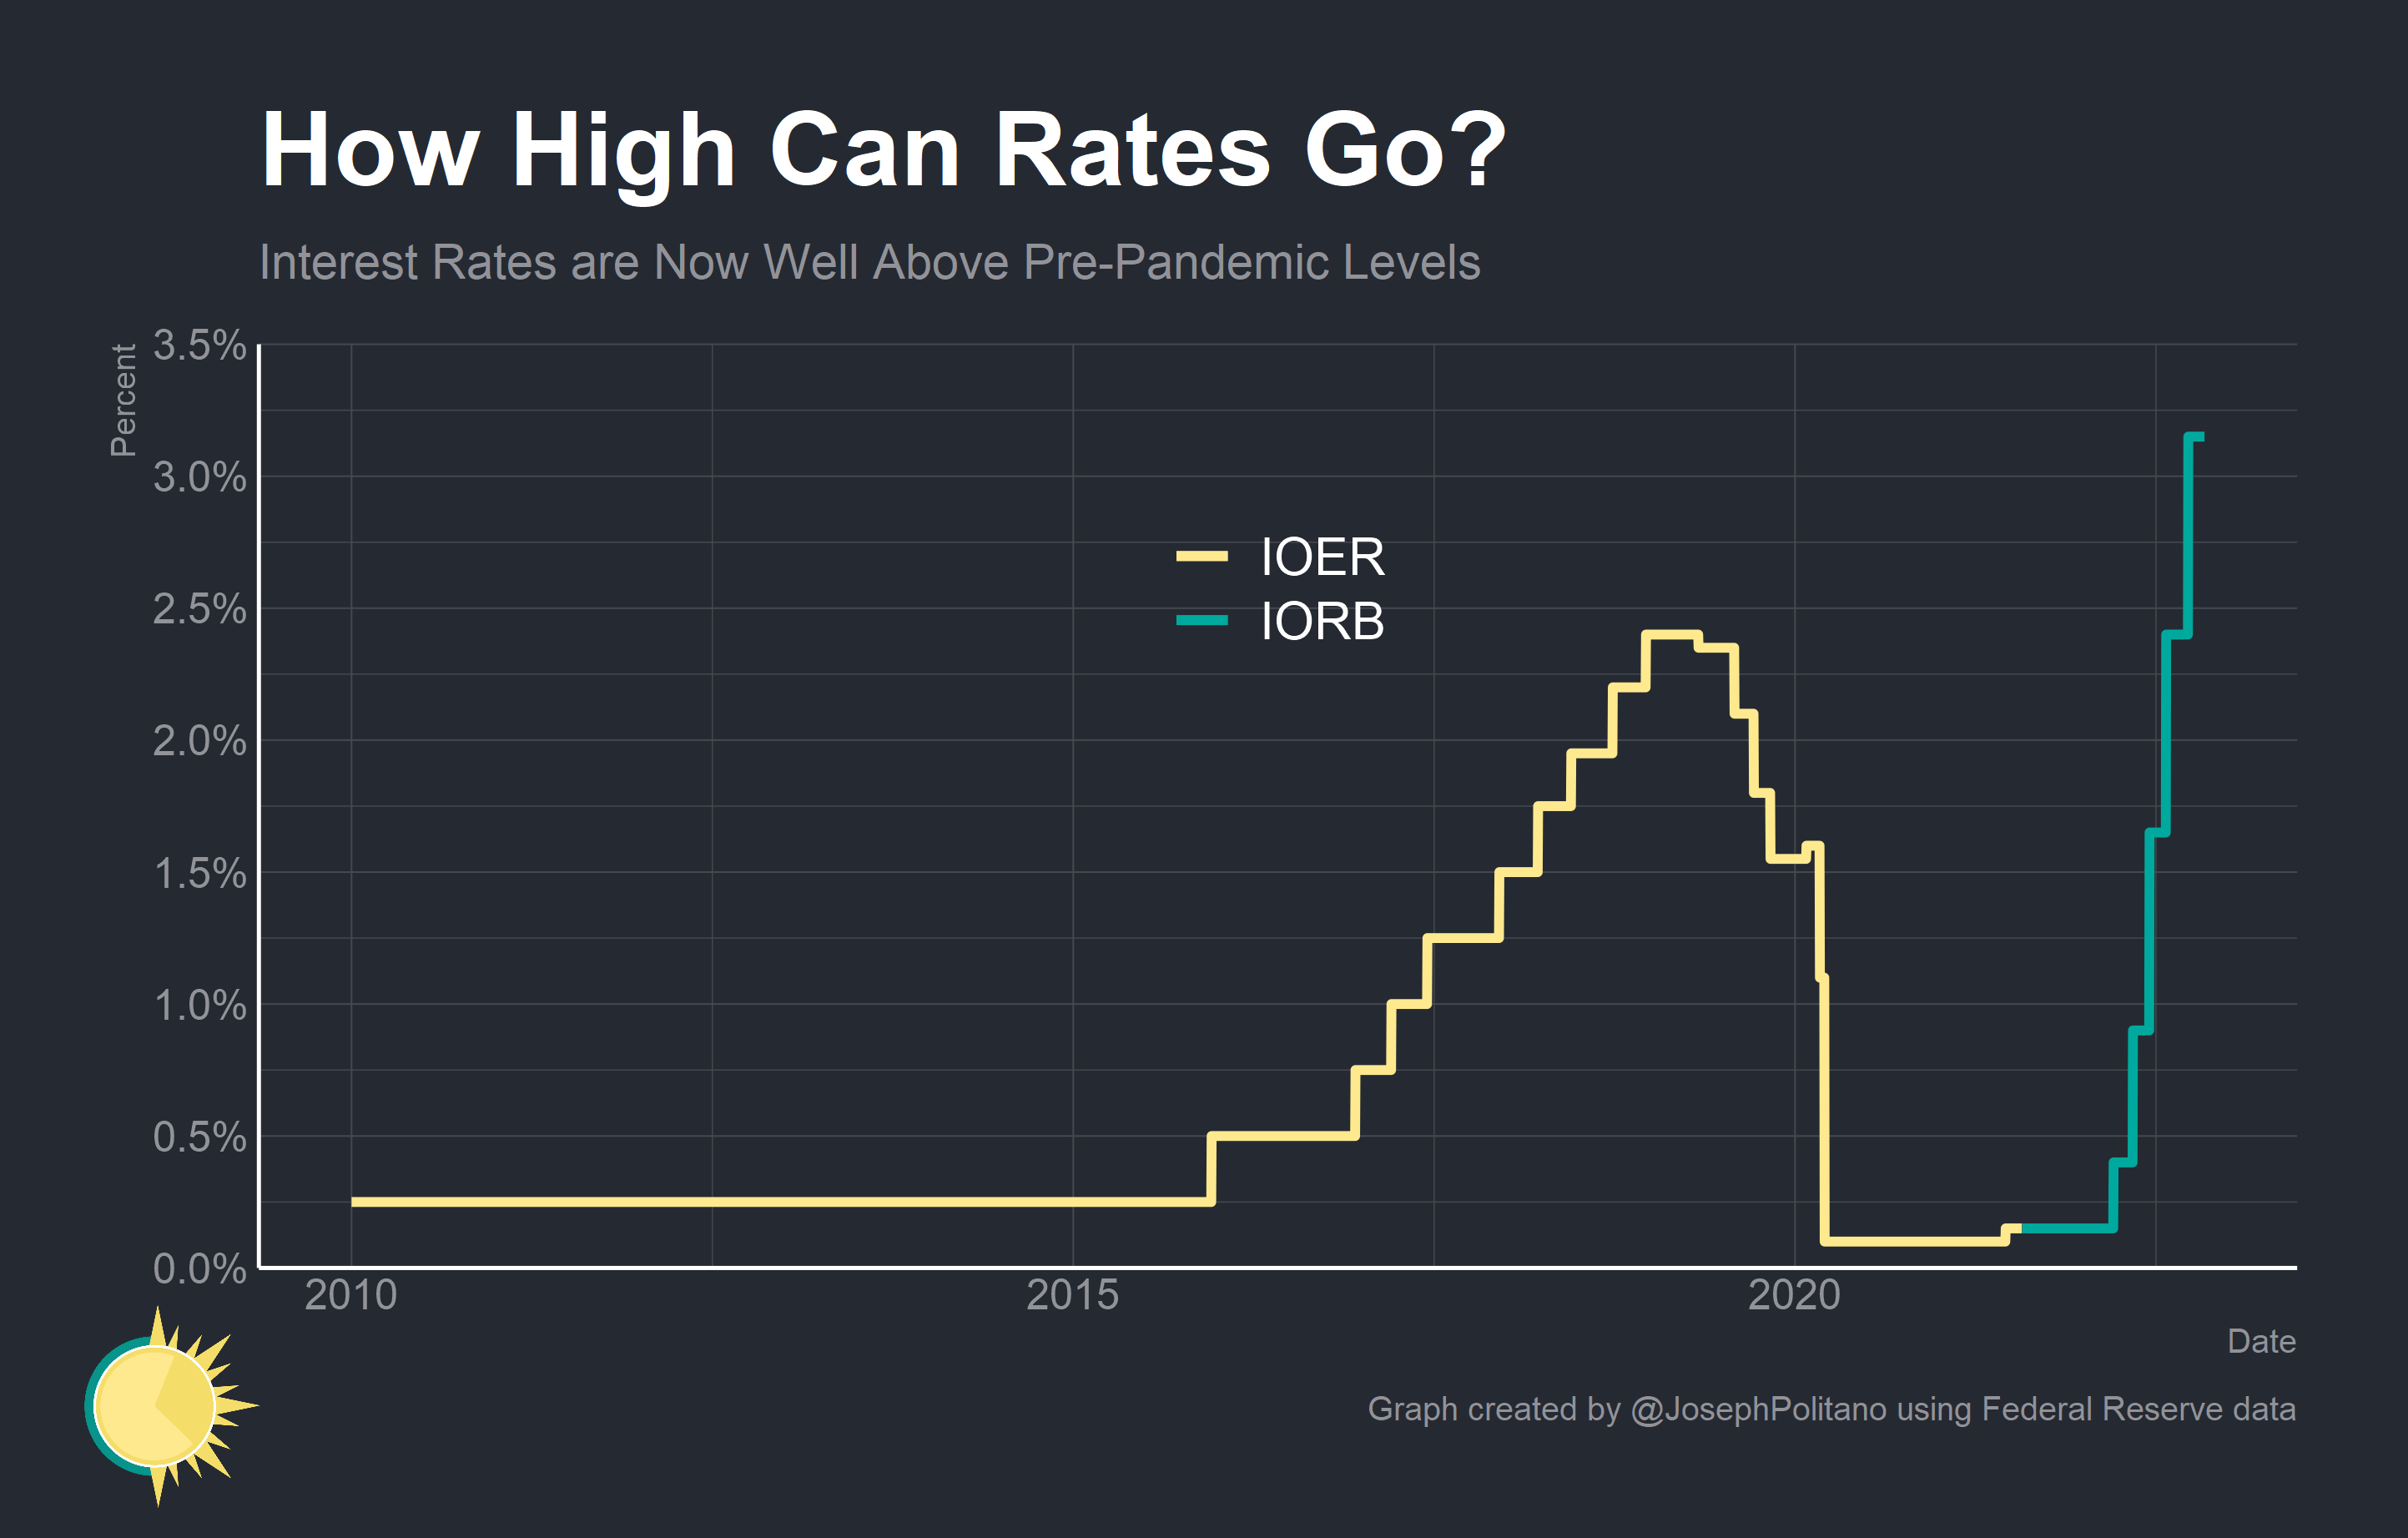 How High Can Rates Go?
Interest Rates are Now Well Above Pre-Pandemic Levels
Percent
3.5%
3.0%
2.5%
2.0%
1.5%
1.0%
0.5%
0.0%
IOER
IORB
2010
2015
2020
Date
Graph created by @JosephPolitano using Federal Reserve data